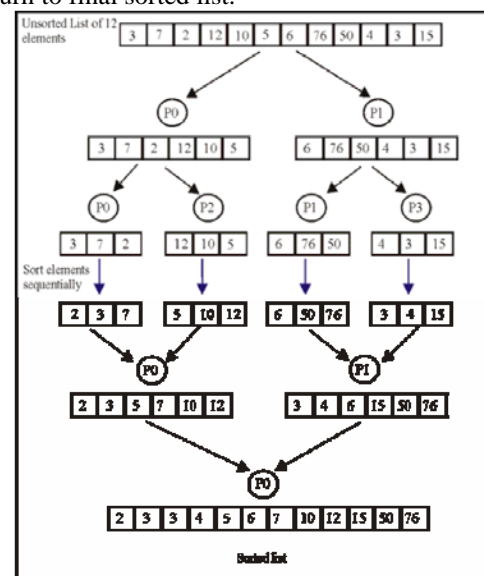 urn to final sorted list.
Unsorted List of 12
elements
3 7 2 12 10 5 6 76 50 4 3 15
P0 P1
3 7 2 12 10 5 6 76 50 4 3 15
P0 P2 P1 P3
3 7 2 12 10 5 6 76 50 4 3 15
Sort elements
sequentially
2 3 7 5 10 12 6 50 76 3 4 15
P0 P1
2 3 5 7 10 12 3 4 6 15 50 76
P0
2 3 3 4 5 6 7 10 12 15 50 76
Sorted list